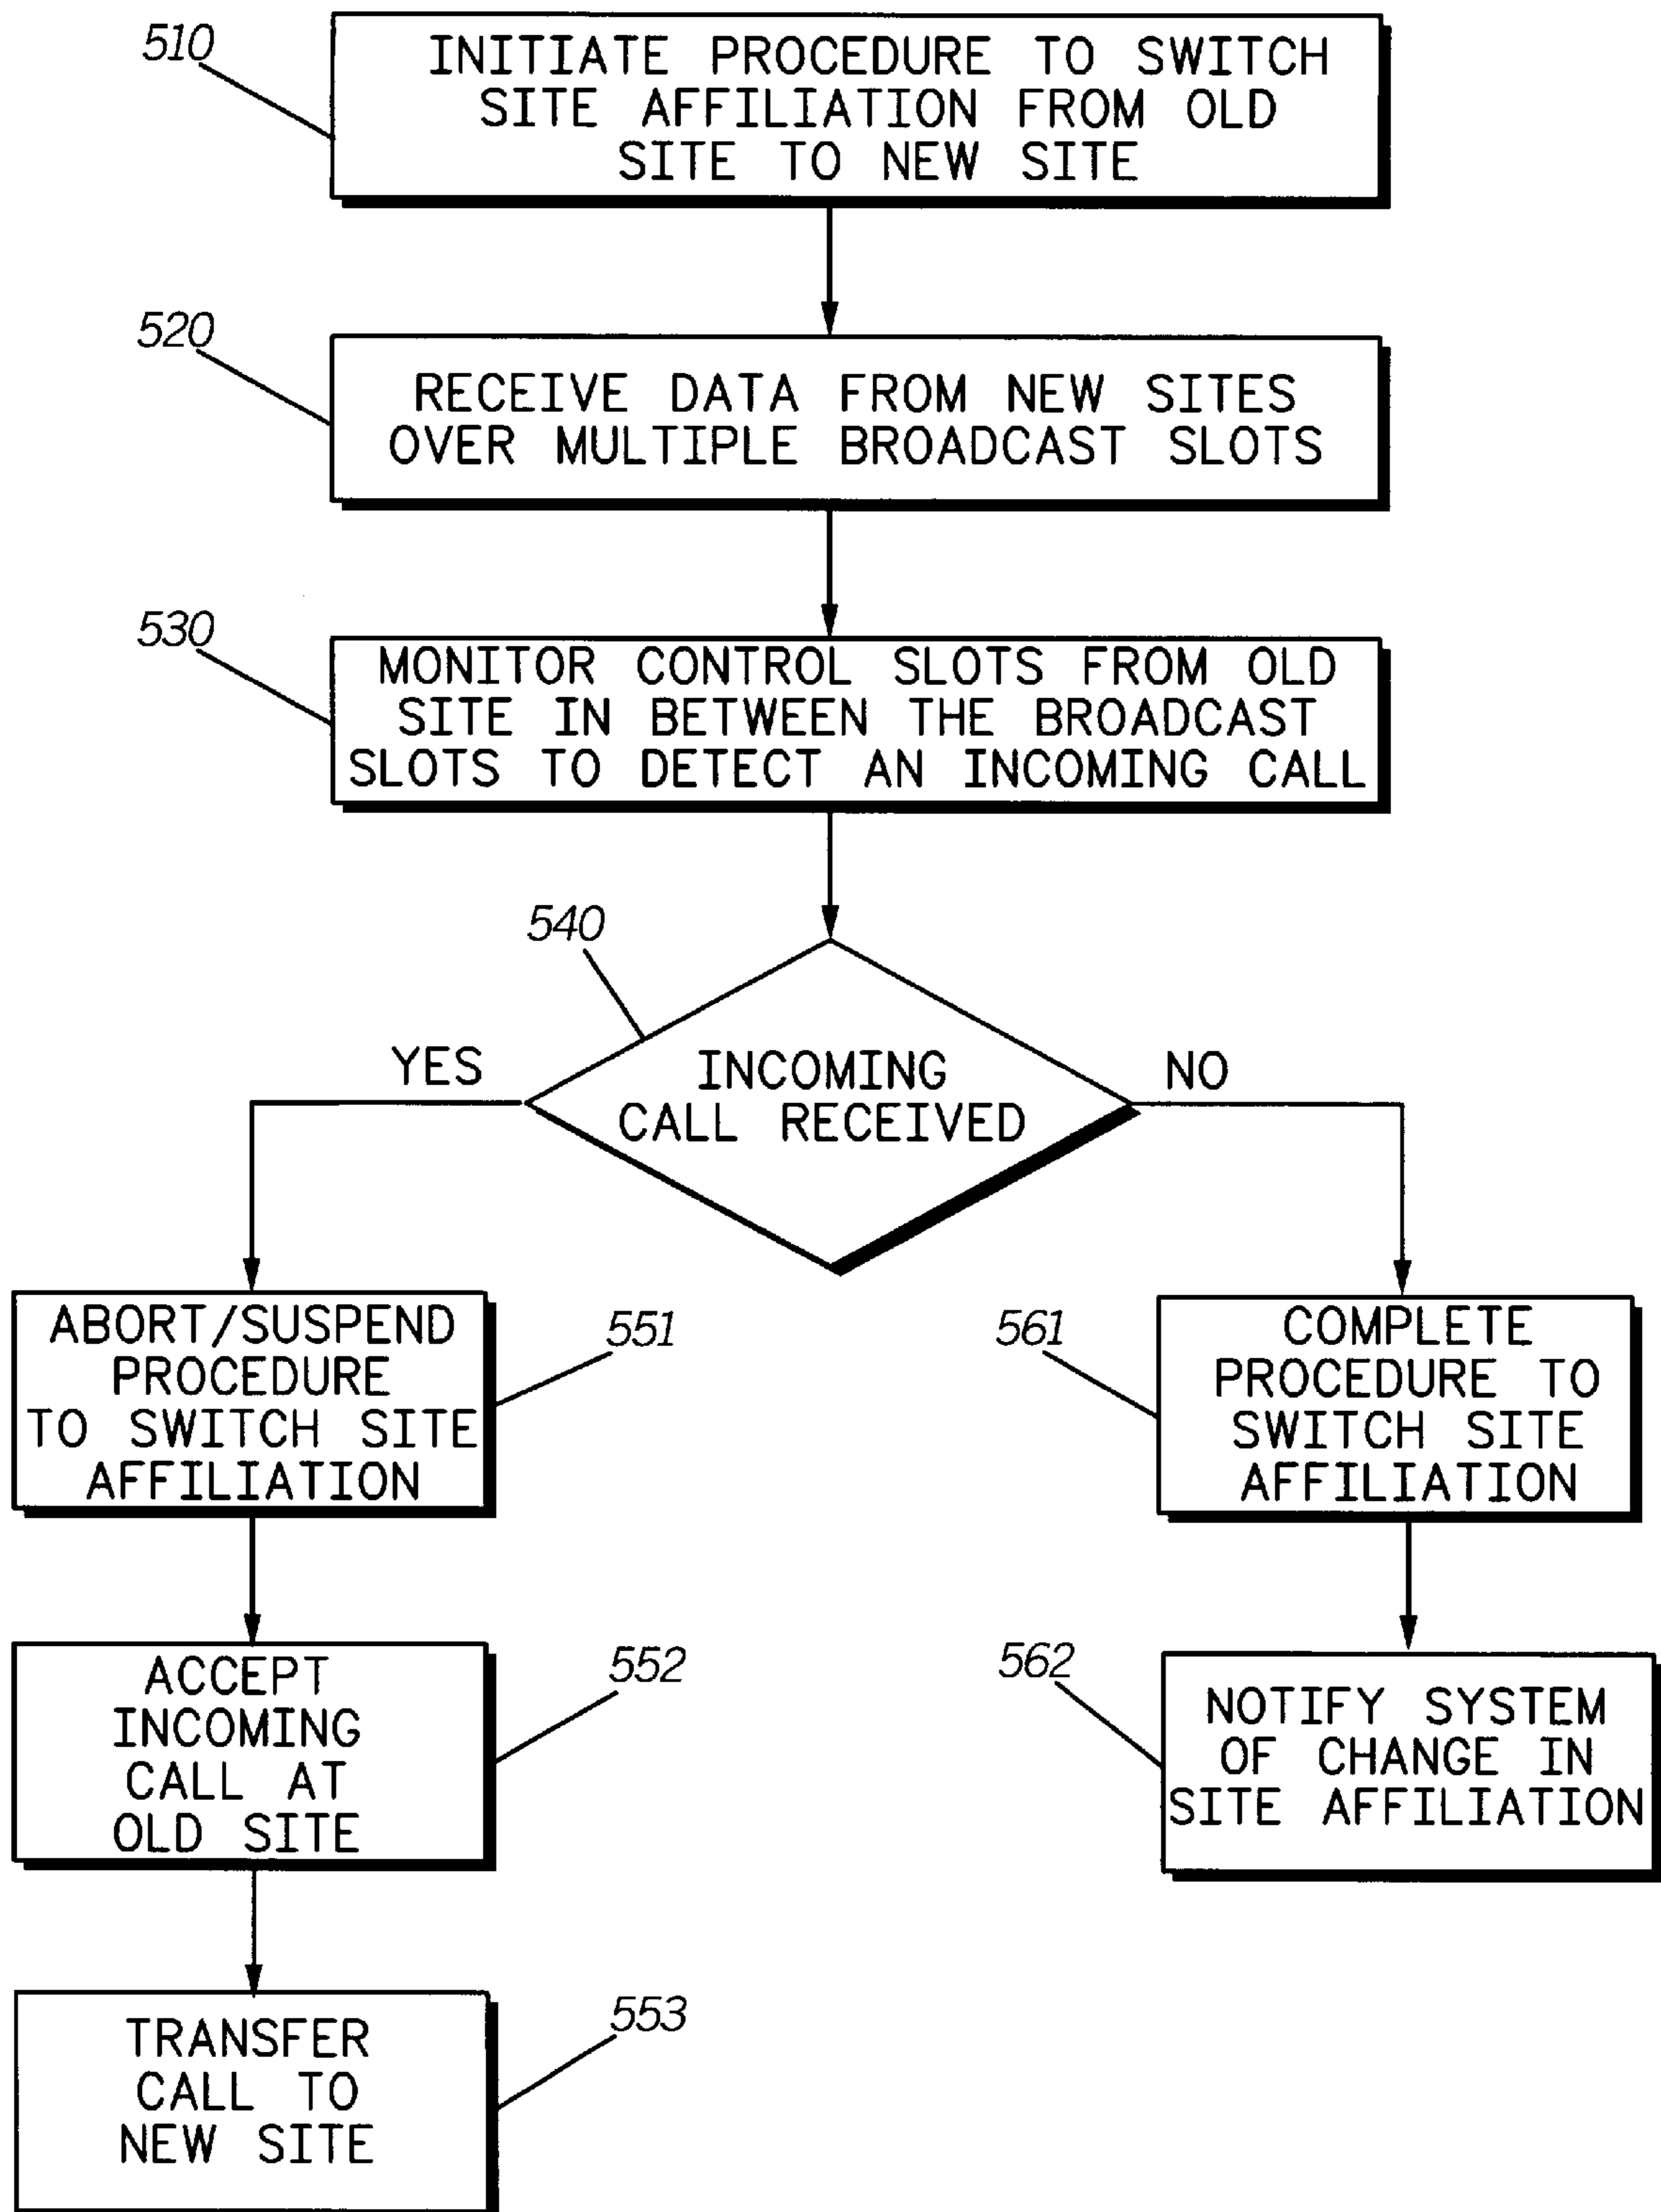 510
INITIATE PROCEDURE TO SWITCH
SITE AFFILIATION FROM OLD
SITE TO NEW SITE
520
RECEIVE DATA FROM NEW SITES
OVER MULTIPLE BROADCAST SLOTS
530
MONITOR CONTROL SLOTS FROM OLD
SITE IN BETWEEN THE BROADCAST
SLOTS TO DETECT AN INCOMING CALL
540
YES
INCOMING
CALL RECEIVED
NO
ABORT/SUSPEND
PROCEDURE
TO SWITCH SITE
AFFILIATION
551
561
COMPLETE
PROCEDURE TO
SWITCH SITE
AFFILIATION
ACCEPT
INCOMING
CALL AT
OLD SITE
552
562
NOTIFY SYSTEM
OF CHANGE IN
SITE AFFILIATION
TRANSFER
CALL TO
NEW SITE
553